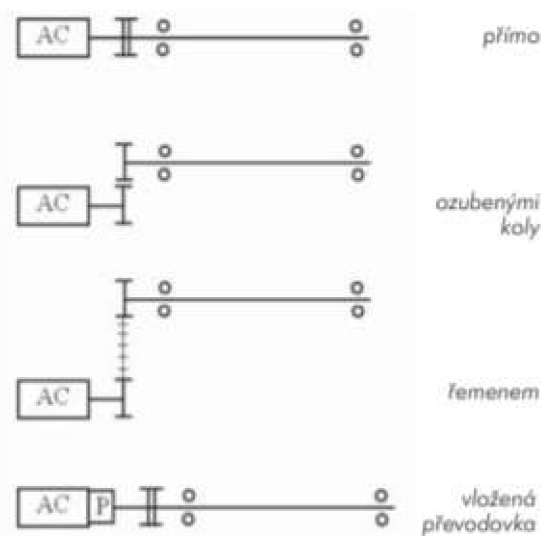 AC
přímo
AC
ozubenými
koly
AC
řemenem
AC P
vložená
převodovka